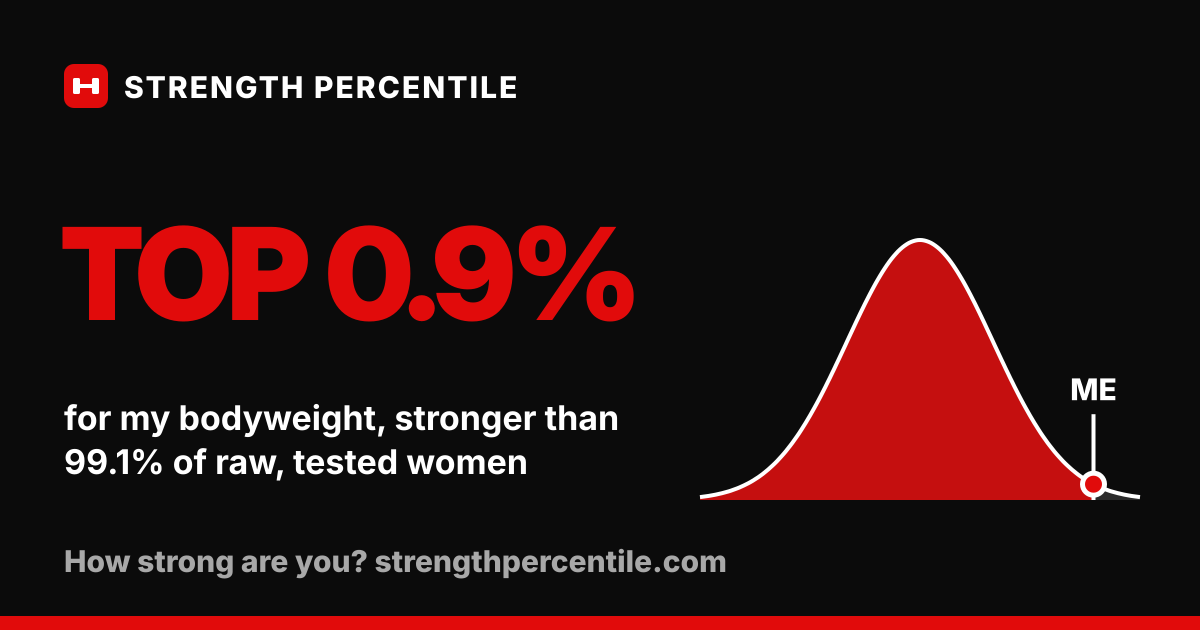 STRENGTH PERCENTILE
TOP 0.9%
for my bodyweight, stronger than
99.1% of raw, tested women
ME
How strong are you? strengthpercentile.com